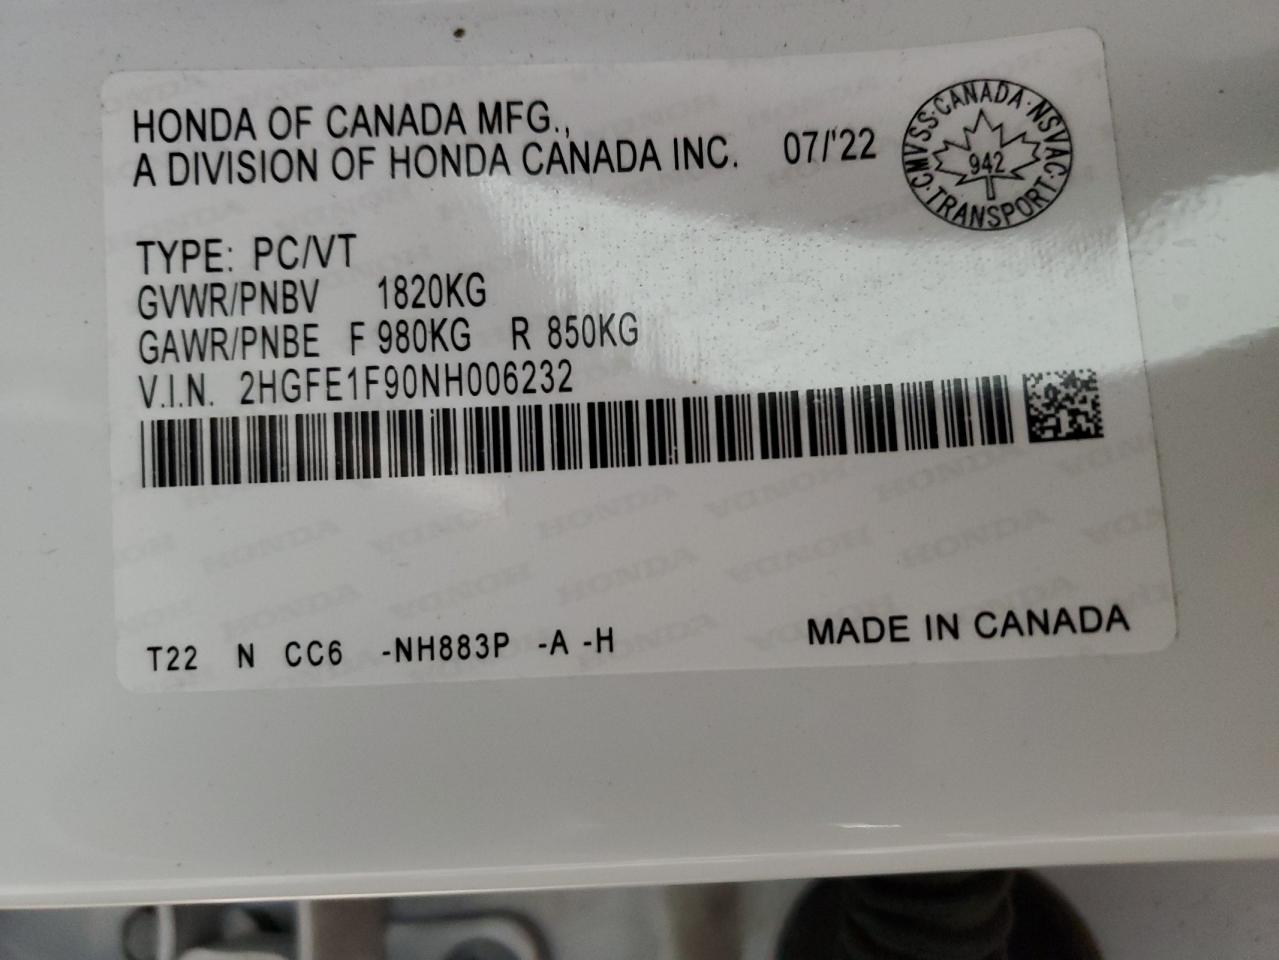 HONDA OF CANADA MFG.,
A DIVISION OF HONDA CANADA INC. 07/'22
CMVSS·CANADA·NSVAC·TRANSPORT·
942
TYPE: PC/VT
GVWR/PNBV 1820KG
GAWR/PNBE F 980KG R 850KG
V.I.N. 2HGFE1F90NH006232
T22 N CC6 -NH883P -A -H
MADE IN CANADA